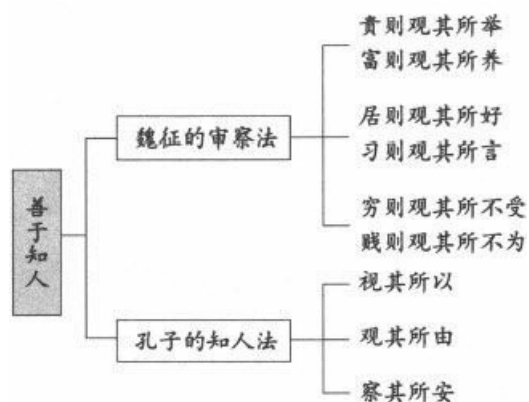 善于知人
魏征的审察法
贵则观其所举
富则观其所养
居则观其所好
习则观其所言
穷则观其所不受
贱则观其所不为
孔子的知人法
视其所以
观其所由
察其所安